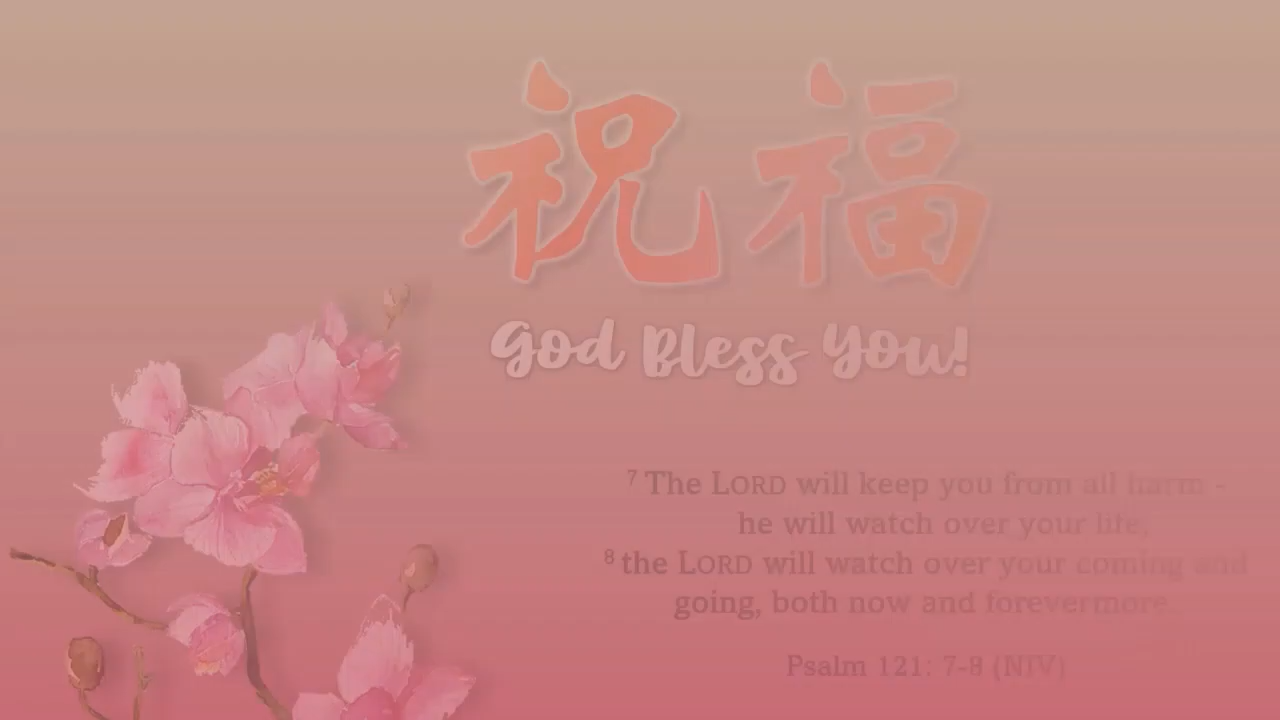 祝福
God Bless You!
7 The LORD will keep you from all harm -
he will watch over your life.
8 the LORD will watch over your coming and
going, both now and forevermore.
Psalm 121: 7-8 (NIV)